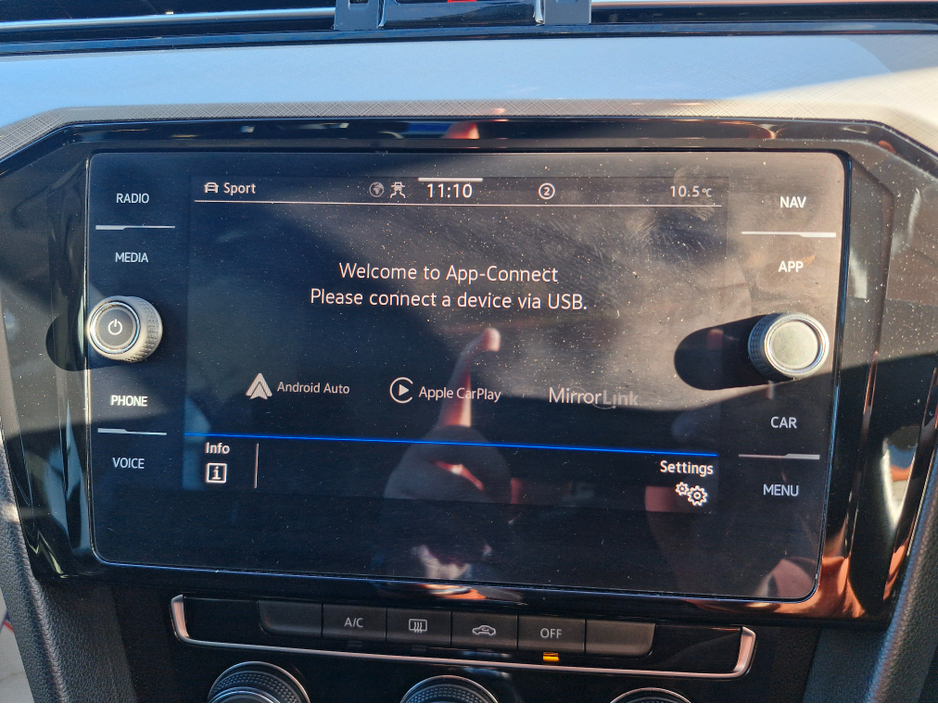 Sport
11:10
2
10.5°C
RADIO
MEDIA
PHONE
VOICE
Welcome to App-Connect
Please connect a device via USB.
Android Auto
Apple CarPlay
MirrorLink
Info
i
Settings
NAV
APP
CAR
MENU
A/C
OFF